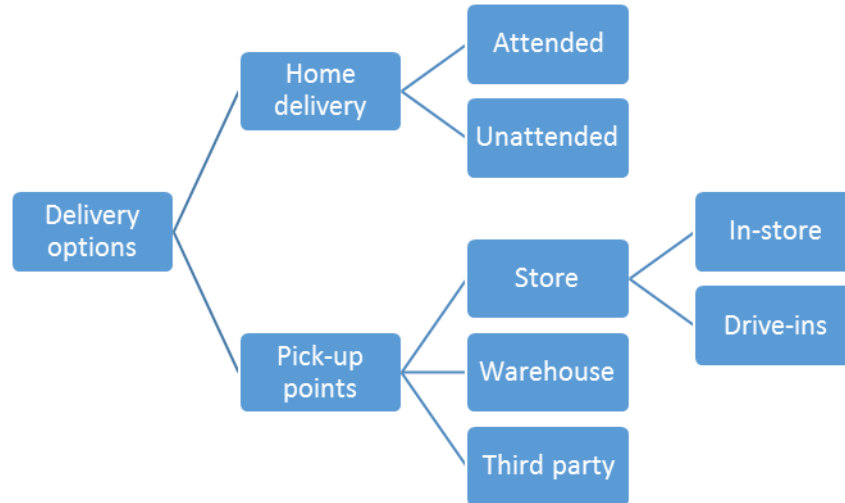 Attended
Home
delivery
Unattended
Delivery
options
In-store
Store
Drive-ins
Pick-up
points
Warehouse
Third party